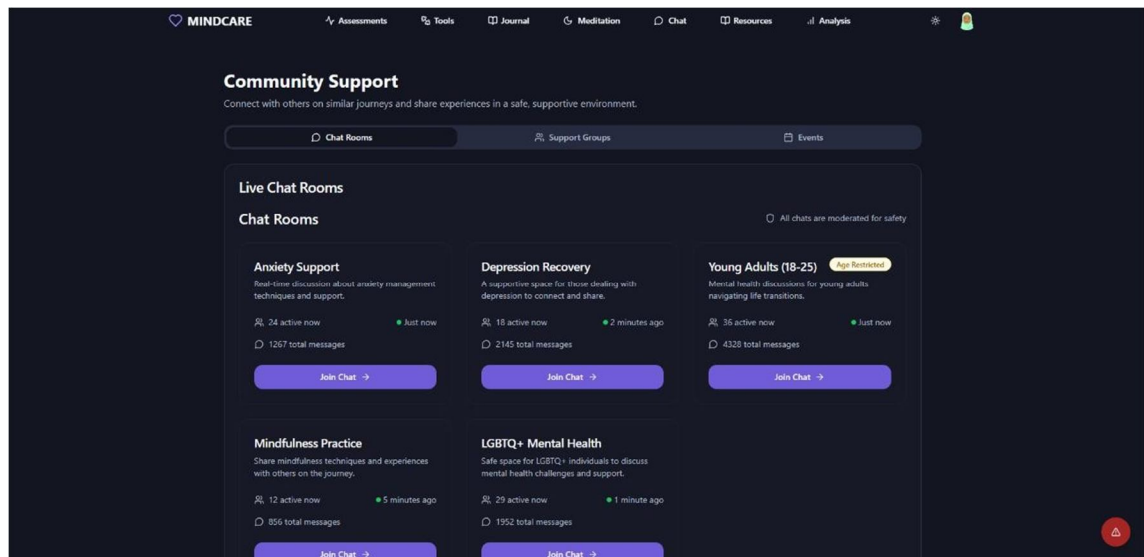 MINDCARE
Assessments Tools Journal Meditation Chat Resources Analysis
Community Support
Connect with others on similar journeys and share experiences in a safe, supportive environment.
Chat Rooms Support Groups Events
Live Chat Rooms
Chat Rooms
All chats are moderated for safety
Anxiety Support
Real-time discussion about anxiety management
techniques and support.
24 active now Just now
1267 total messages
Join Chat →
Depression Recovery
A supportive space for those dealing with
depression to connect and share.
18 active now 2 minutes ago
2145 total messages
Join Chat →
Young Adults (18-25) Age Restricted
Mental health discussions for young adults
navigating life transitions.
36 active now Just now
4328 total messages
Join Chat →
Mindfulness Practice
Share mindfulness techniques and experiences
with others on the journey.
12 active now 5 minutes ago
856 total messages
Join Chat →
LGBTQ+ Mental Health
Safe space for LGBTQ+ individuals to discuss
mental health challenges and support.
29 active now 1 minute ago
1952 total messages
Join Chat →